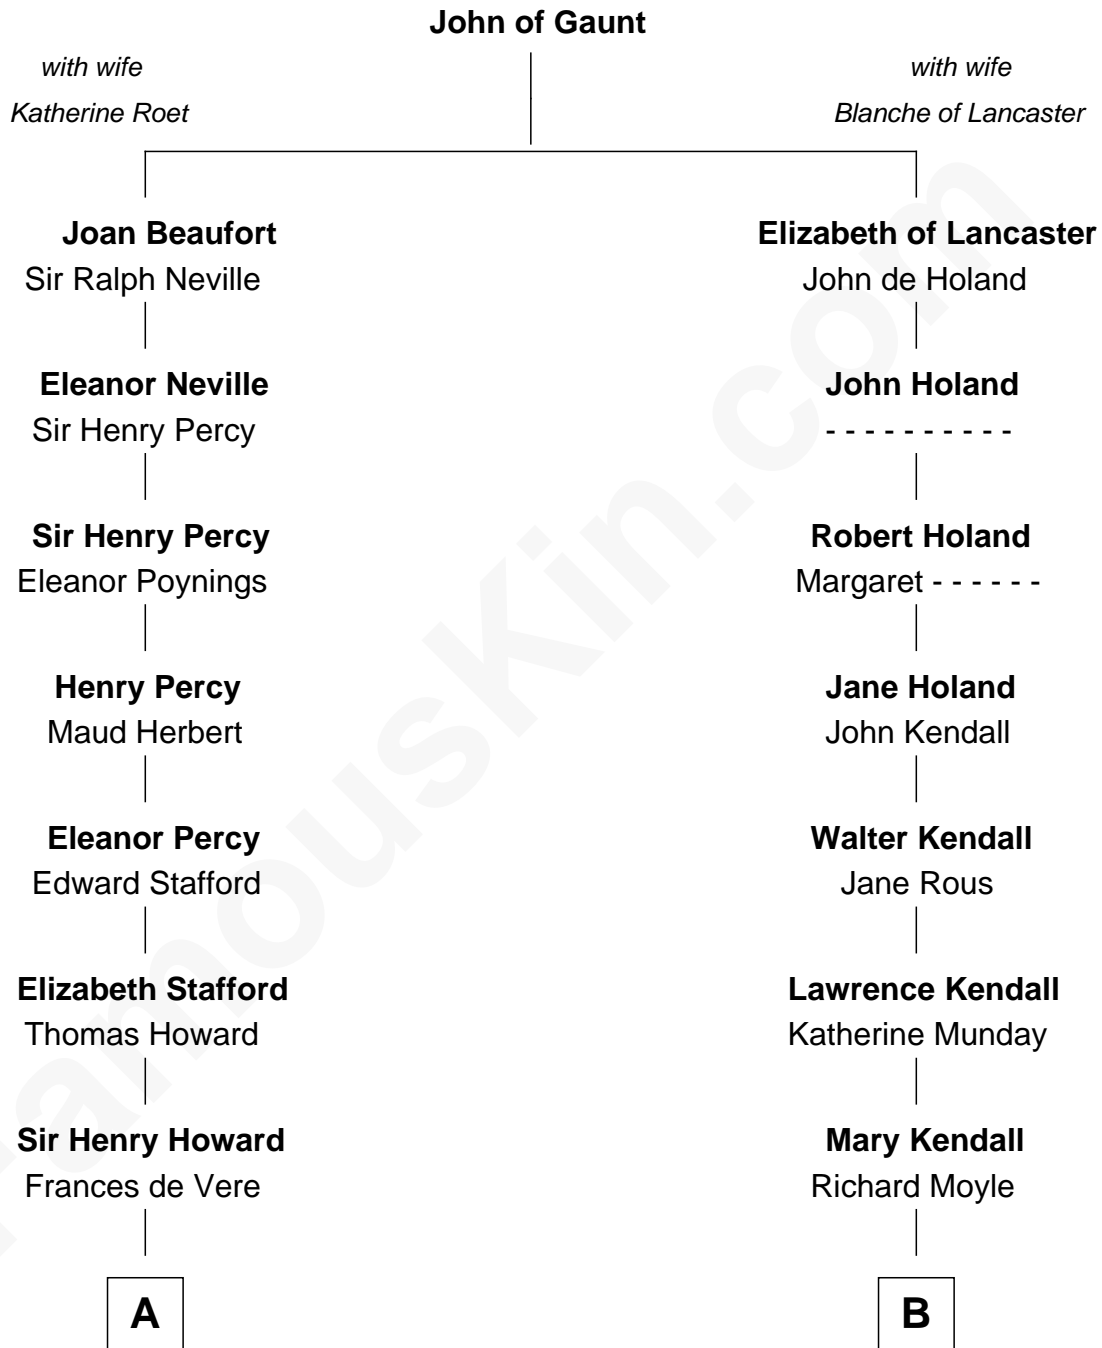 John of Gaunt
with wife
Katherine Roet
with wife
Blanche of Lancaster
Joan Beaufort
Sir Ralph Neville
Elizabeth of Lancaster
John de Holand
Eleanor Neville
Sir Henry Percy
John Holand
- - - - - - - - - -
Sir Henry Percy
Eleanor Poynings
Robert Holand
Margaret - - - - - -
Henry Percy
Maud Herbert
Jane Holand
John Kendall
Eleanor Percy
Edward Stafford
Walter Kendall
Jane Rous
Elizabeth Stafford
Thomas Howard
Lawrence Kendall
Katherine Munday
Sir Henry Howard
Frances de Vere
Mary Kendall
Richard Moyle
A
B
FamousKin.com